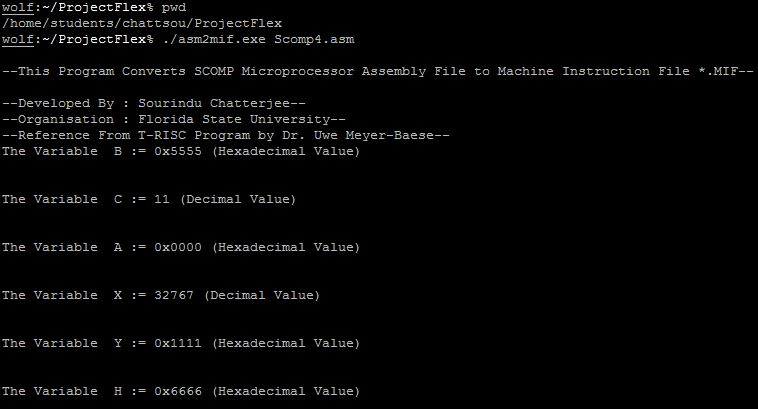 wolf:~/ProjectFlex% pwd
/home/students/chattsou/ProjectFlex
wolf:~/ProjectFlex% ./asm2mif.exe Scomp4.asm
--This Program Converts SCOMP Microprocessor Assembly File to Machine Instruction File *.MIF--
--Developed By : Sourindu Chatterjee--
--Organisation : Florida State University--
--Reference From T-RISC Program by Dr. Uwe Meyer-Baese--
The Variable  B := 0x5555 (Hexadecimal Value)
The Variable  C := 11 (Decimal Value)
The Variable  A := 0x0000 (Hexadecimal Value)
The Variable  X := 32767 (Decimal Value)
The Variable  Y := 0x1111 (Hexadecimal Value)
The Variable  H := 0x6666 (Hexadecimal Value)